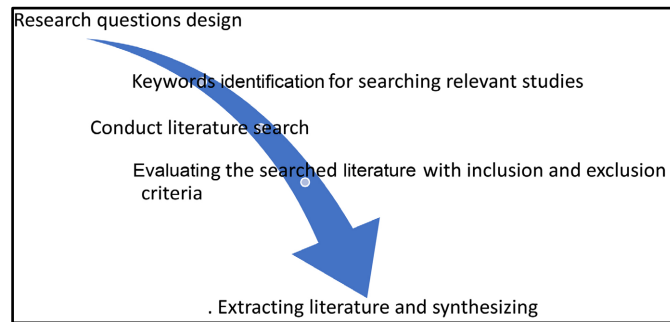 Research questions design
Keywords identification for searching relevant studies
Conduct literature search
Evaluating the searched literature with inclusion and exclusion
criteria
. Extracting literature and synthesizing